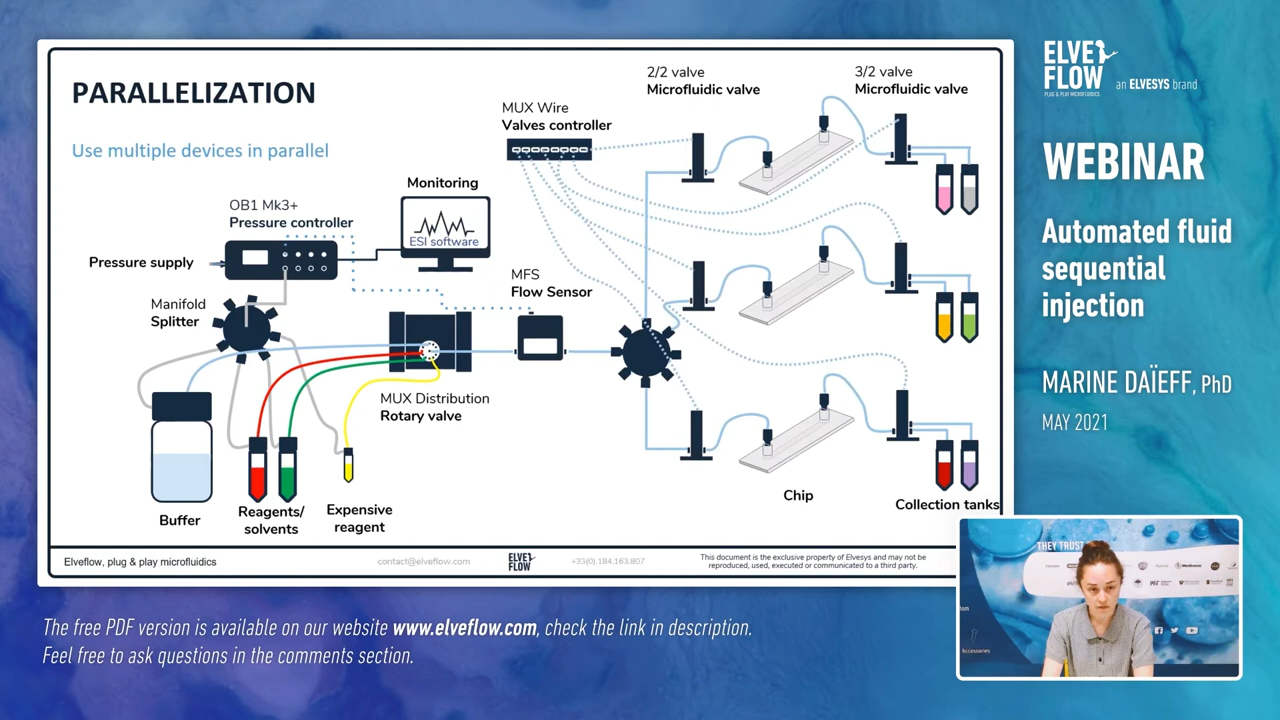 PARALLELIZATION
Use multiple devices in parallel
2/2 valve
Microfluidic valve
3/2 valve
Microfluidic valve
MUX Wire
Valves controller
Monitoring
ESI software
OB1 Mk3+
Pressure controller
Pressure supply
MFS
Flow Sensor
Manifold
Splitter
MUX Distribution
Rotary valve
Buffer
Reagents/
solvents
Expensive
reagent
Chip
Collection tanks
Elveflow, plug & play microfluidics
contact@elveflow.com
ELVE
FLOW
+33(0).184.163.807
This document is the exclusive property of Elvesys and may not be
reproduced, used, executed or communicated to a third party.
ELVE
FLOW
PLUG & PLAY MICROFLUIDICS
an ELVESYS brand
WEBINAR
Automated fluid
sequential
injection
MARINE DAÏEFF, PhD
MAY 2021
THEY TRUST
Accessories
The free PDF version is available on our website www.elveflow.com, check the link in description.
Feel free to ask questions in the comments section.